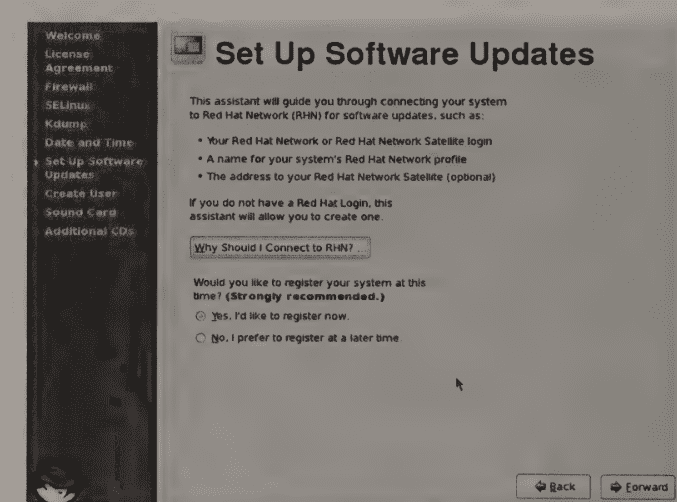 Welcome
License
Agreement
Firewall
SELinux
Kdump
Date and Time
Set Up Software
Updates
Create User
Sound Card
Additional CDs
Set Up Software Updates
This assistant will guide you through connecting your system
to Red Hat Network (RHN) for software updates, such as:
• Your Red Hat Network or Red Hat Network Satellite login
• A name for your system's Red Hat Network profile
• The address to your Red Hat Network Satellite (optional)
If you do not have a Red Hat Login, this
assistant will allow you to create one.
Why Should I Connect to RHN? ...
Would you like to register your system at this
time? (Strongly recommended.)
Yes, I'd like to register now.
No, I prefer to register at a later time.
Back
Forward